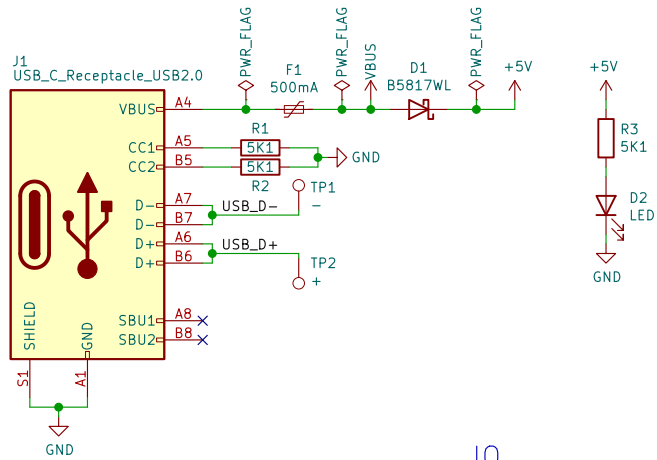 J1
USB_C_Receptacle_USB2.0
PWR_FLAG
F1
500mA
PWR_FLAG
VBUS
D1
B5817WL
PWR_FLAG
+5V
+5V
VBUS
A4
CC1
A5
R1
5K1
CC2
B5
5K1
R2
GND
R3
5K1
D-
A7
USB_D-
TP1
-
D-
B7
D+
A6
USB_D+
D+
B6
TP2
+
D2
LED
GND
SBU1
A8
SBU2
B8
SHIELD
GND
S1
A1
GND